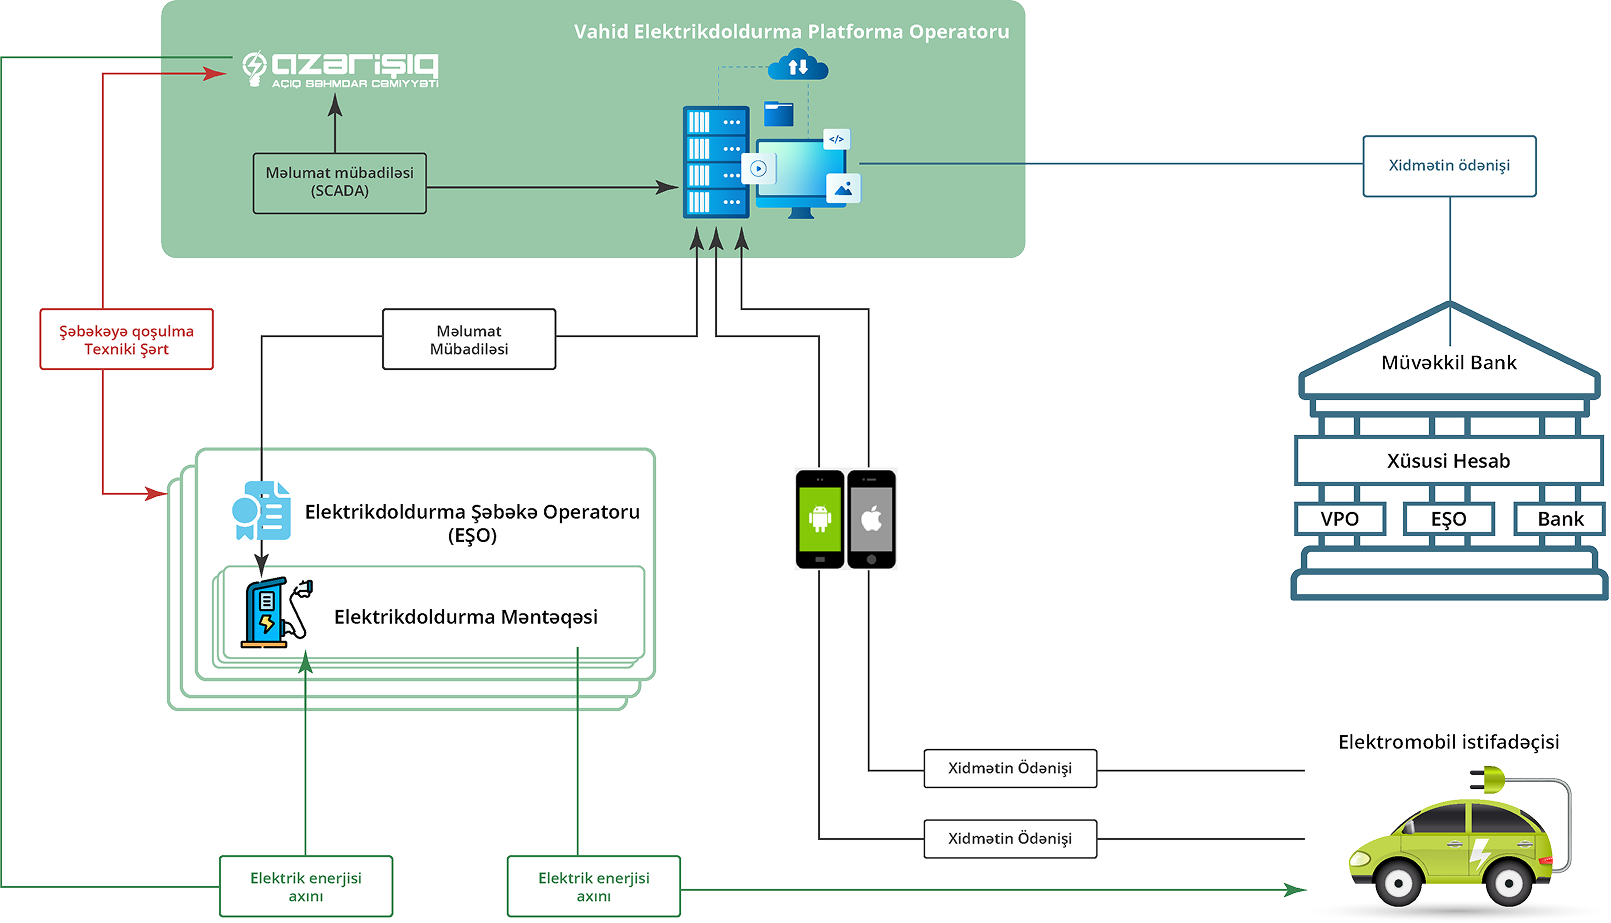 Vahid Elektrikdoldurma Platforma Operatoru
azərişıq
AÇIQ SƏHMDAR CƏMİYYƏTİ
</>
Məlumat mübadiləsi
(SCADA)
Xidmətin ödənişi
Şəbəkəyə qoşulma
Texniki Şərt
Məlumat
Mübadiləsi
Müvəkkil Bank
Xüsusi Hesab
VPO
EŞO
Bank
Elektrikdoldurma Şəbəkə Operatoru
(EŞO)
Elektrikdoldurma Məntəqəsi
Elektromobil istifadəçisi
Xidmətin Ödənişi
Xidmətin Ödənişi
Elektrik enerjisi
axını
Elektrik enerjisi
axını